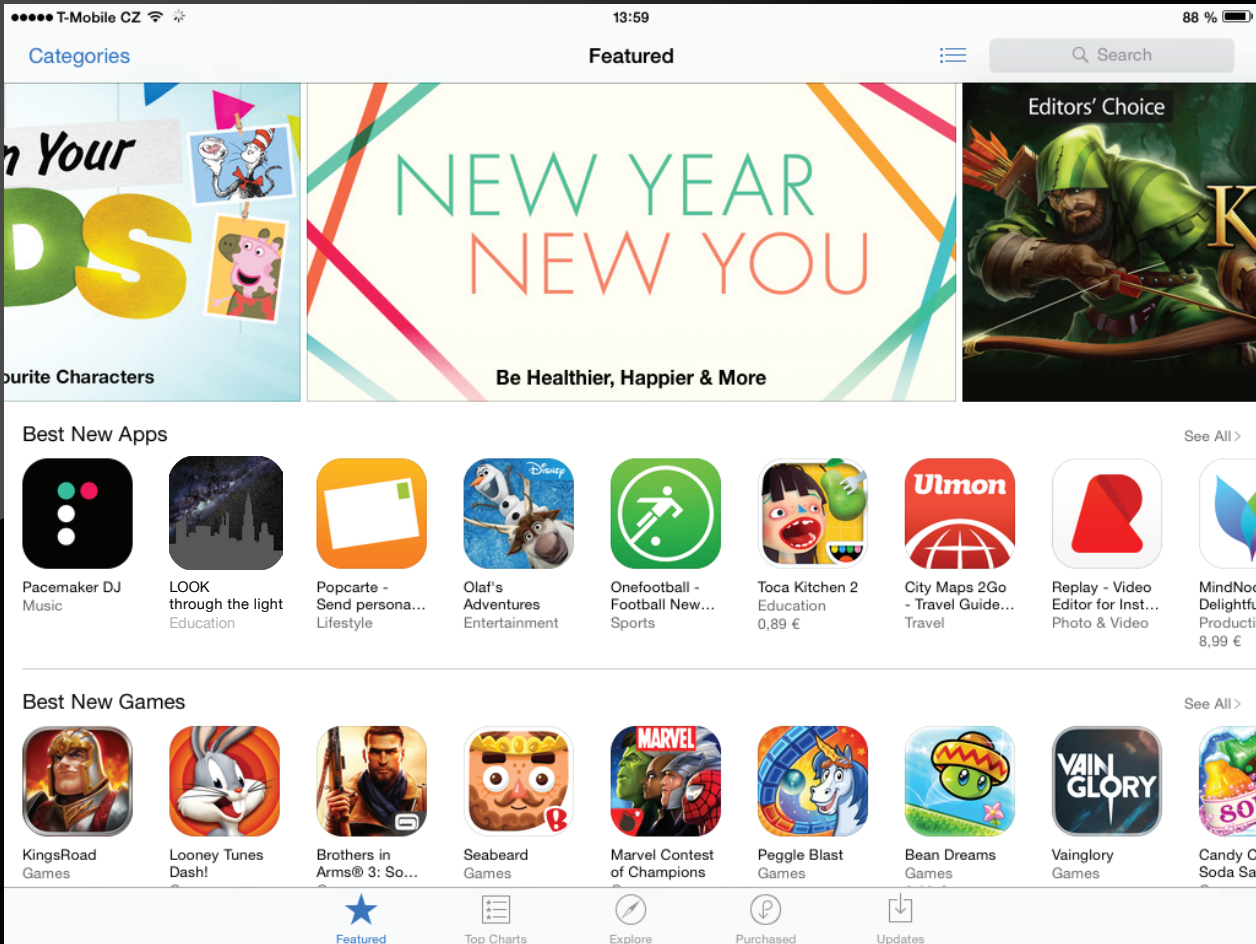 T-Mobile CZ
13:59
88 %
Categories
Featured
Search
n Your
DS
ourite Characters
NEW YEAR
NEW YOU
Be Healthier, Happier & More
Editors' Choice
K
Best New Apps
See All
DISNEY
Ulmon
Pacemaker DJ
Music
LOOK
through the light
Education
Popcarte -
Send persona...
Lifestyle
Olaf's
Adventures
Entertainment
Onefootball -
Football New...
Sports
Toca Kitchen 2
Education
0,89 €
City Maps 2Go
- Travel Guide...
Travel
Replay - Video
Editor for Inst...
Photo & Video
MindNo
Delightfu
Producti
8,99 €
Best New Games
See All
MARVEL
VAIN
GLORY
KingsRoad
Games
Looney Tunes
Dash!
Brothers in
Arms® 3: So...
Seabeard
Games
Marvel Contest
of Champions
Peggle Blast
Games
Bean Dreams
Games
Vainglory
Games
Candy C
Soda Sa
Featured
Top Charts
Explore
Purchased
Updates